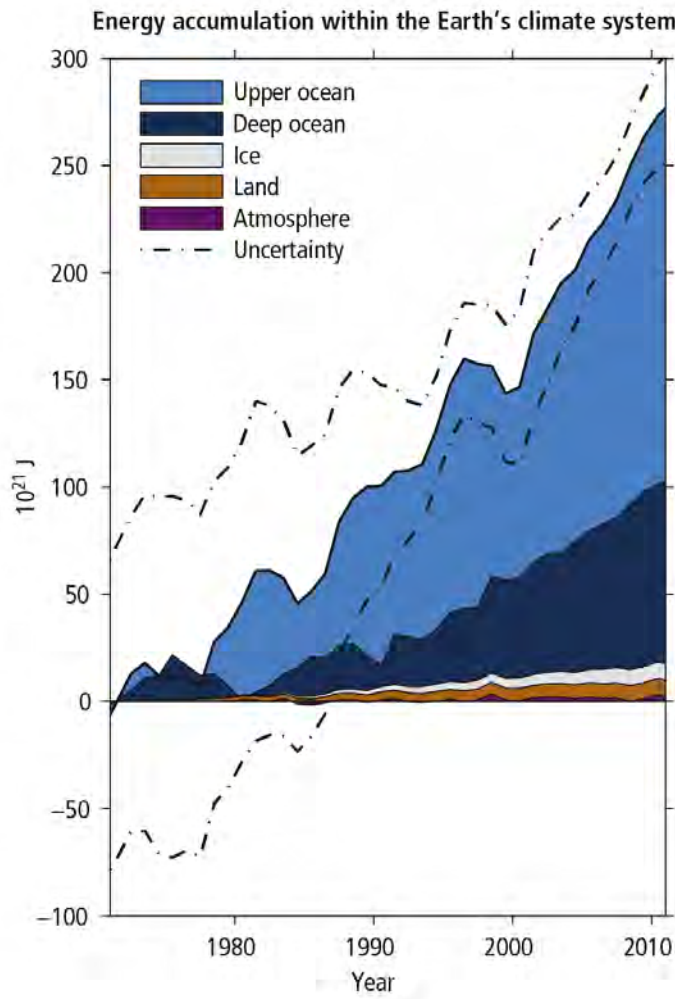 Energy accumulation within the Earth's climate system
300
250
200
150
100
50
0
−50
−100
10²¹ J
Upper ocean
Deep ocean
Ice
Land
Atmosphere
Uncertainty
1980
1990
2000
2010
Year